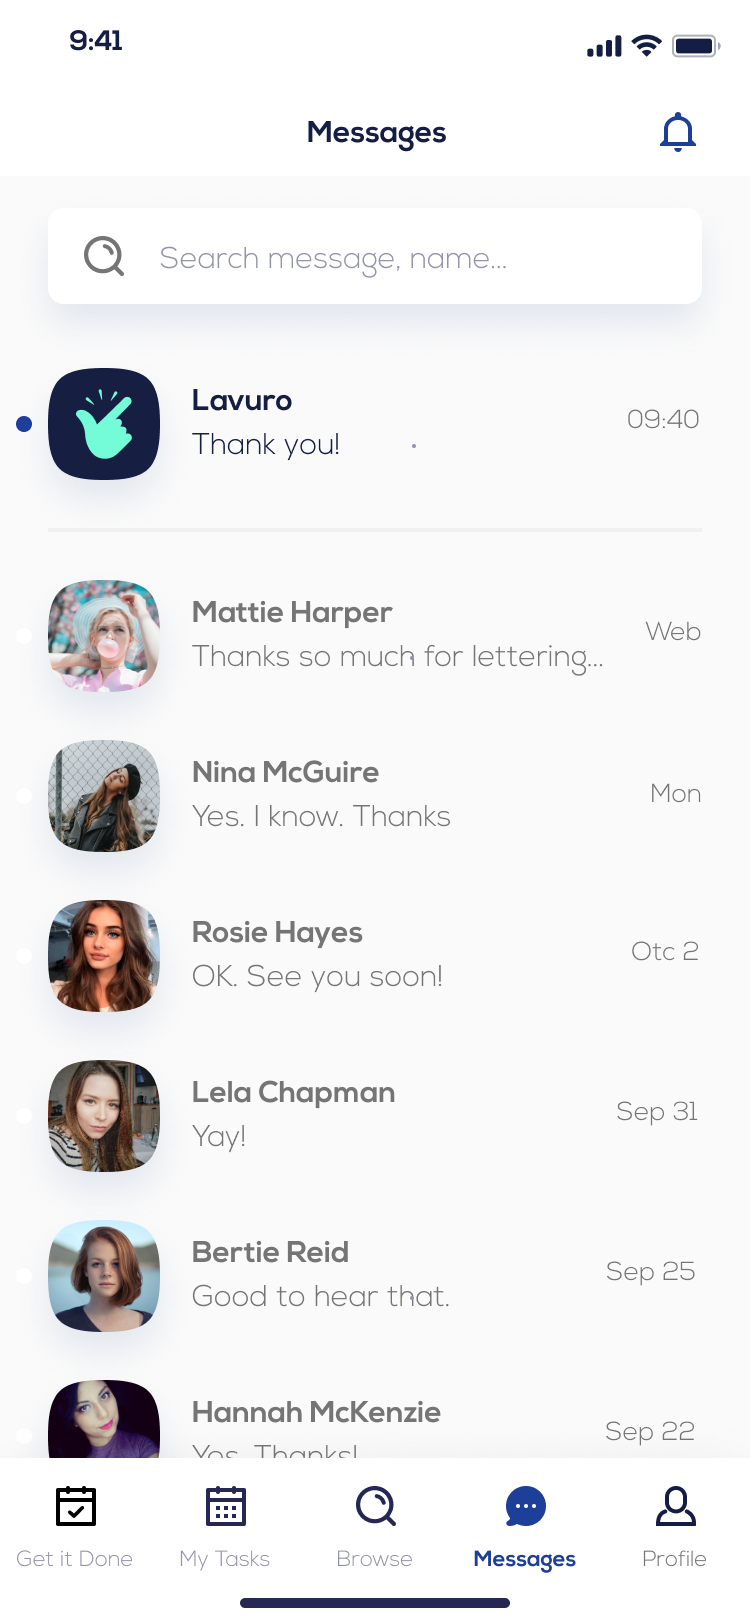 9:41
Messages
Search message, name...
Lavuro
09:40
Thank you!
Mattie Harper
Web
Thanks so much for lettering...
Nina McGuire
Mon
Yes. I know. Thanks
Rosie Hayes
Otc 2
OK. See you soon!
Lela Chapman
Sep 31
Yay!
Bertie Reid
Sep 25
Good to hear that.
Hannah McKenzie
Sep 22
Yes. Thanks!
Get it Done
My Tasks
Browse
Messages
Profile